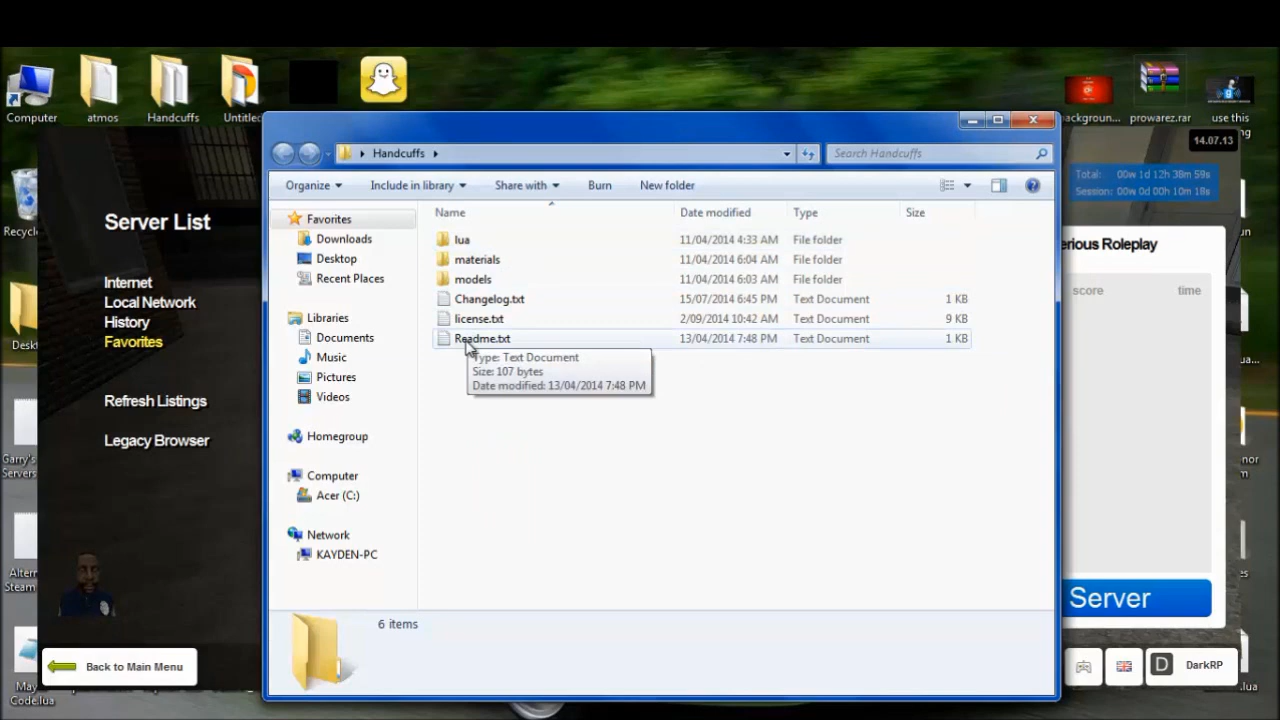 Computer
atmos
Handcuffs
Untitled
backgroun...
prowarez.rar
use this
14.07.13
Total: 00w 1d 12h 38m 59s
Session: 00w 0d 00h 10m 18s
Server List
Internet
Local Network
History
Favorites
Refresh Listings
Legacy Browser
Back to Main Menu
Handcuffs
Search Handcuffs
Organize
Include in library
Share with
Burn
New folder
Favorites
Downloads
Desktop
Recent Places
Libraries
Documents
Music
Pictures
Videos
Homegroup
Computer
Acer (C:)
Network
KAYDEN-PC
Name Date modified Type Size
lua 11/04/2014 4:33 AM File folder
materials 11/04/2014 6:04 AM File folder
models 11/04/2014 6:03 AM File folder
Changelog.txt 15/07/2014 6:45 PM Text Document 1 KB
license.txt 2/09/2014 10:42 AM Text Document 9 KB
Readme.txt 13/04/2014 7:48 PM Text Document 1 KB
Type: Text Document
Size: 107 bytes
Date modified: 13/04/2014 7:48 PM
6 items
erious Roleplay
score time
Server
DarkRP
Recycl
Deskt
Garry's
Servers
Altern
Steam
May
Code.lua